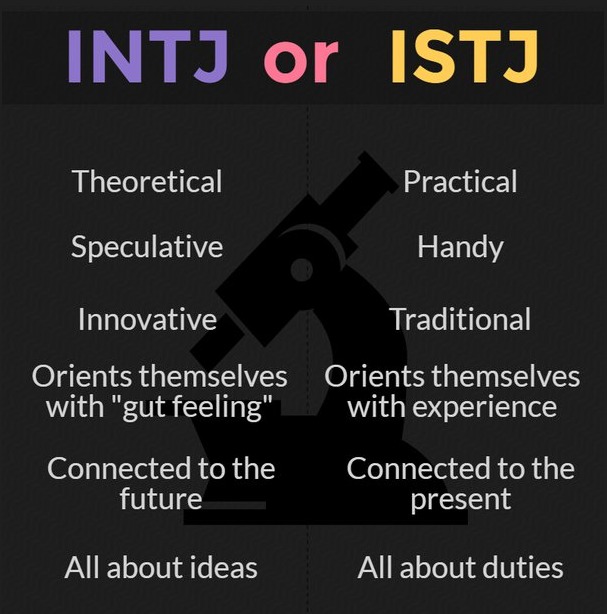 INTJ or ISTJ
Theoretical
Practical
Speculative
Handy
Innovative
Traditional
Orients themselves
with "gut feeling"
Orients themselves
with experience
Connected to the
future
Connected to the
present
All about ideas
All about duties